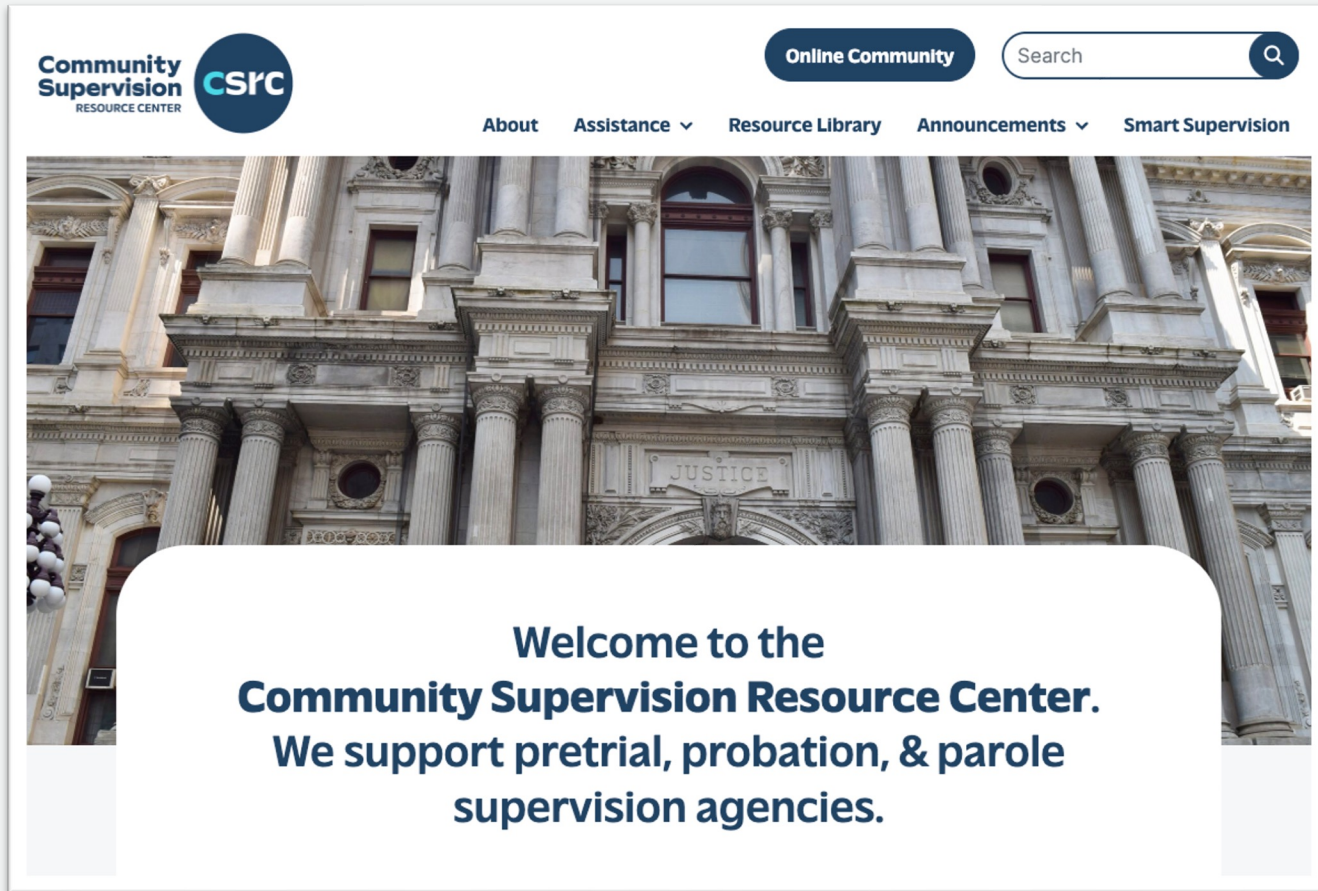 Community
Supervision
RESOURCE CENTER
csrc
Online Community
Search
About
Assistance
Resource Library
Announcements
Smart Supervision
JUSTICE
Welcome to the
Community Supervision Resource Center.
We support pretrial, probation, & parole
supervision agencies.